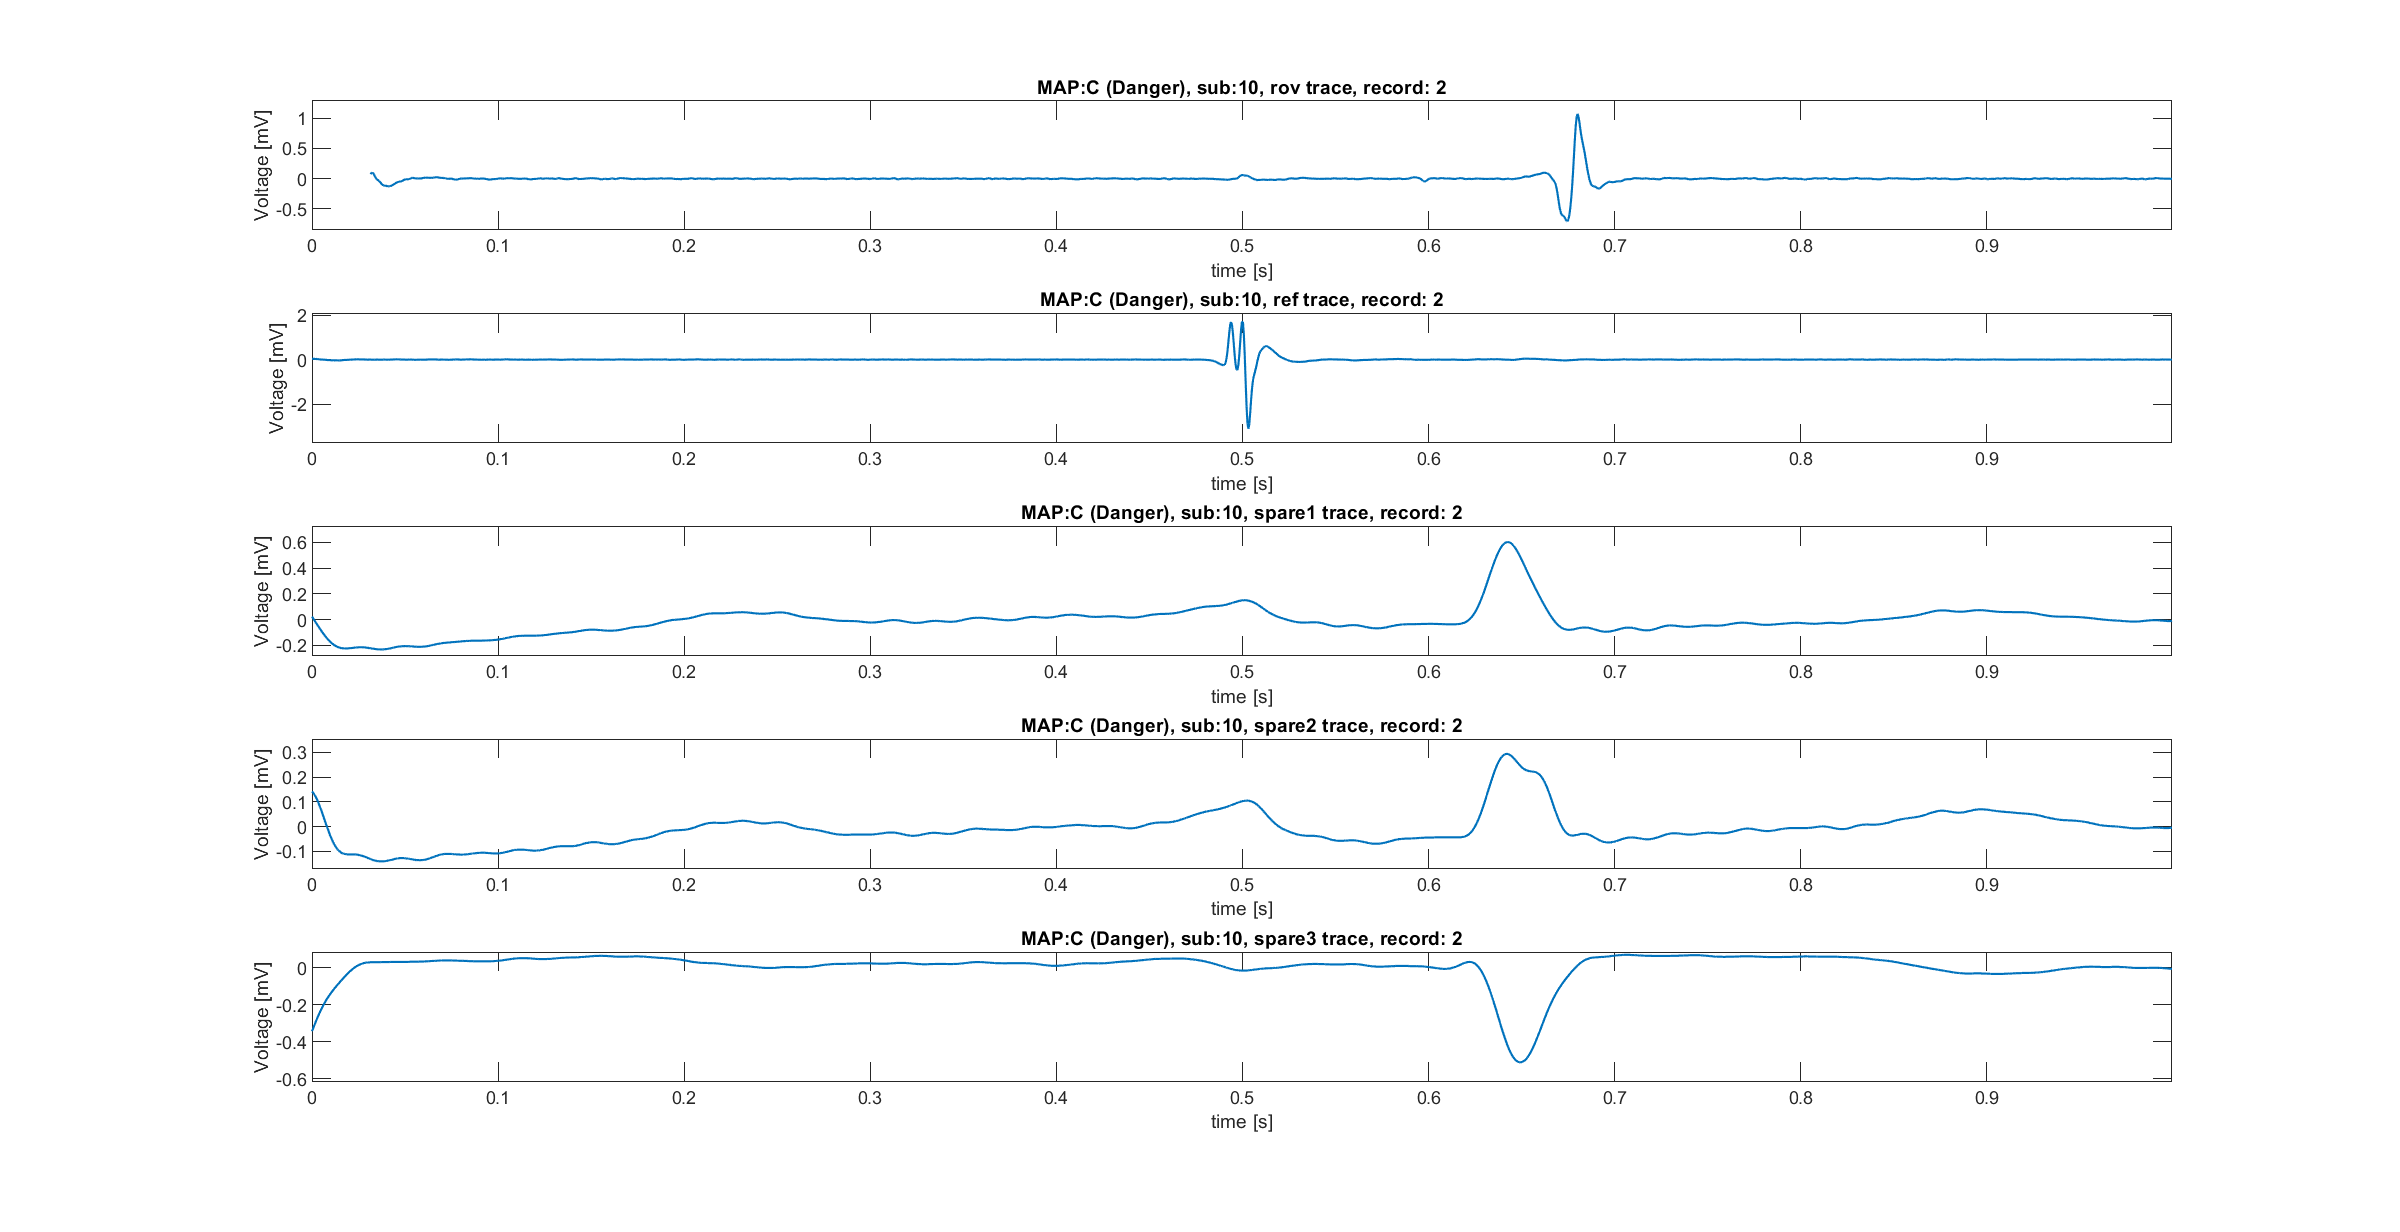 MAP:C (Danger), sub:10, rov trace, record: 2
Voltage [mV]
1
0.5
0
-0.5
0 0.1 0.2 0.3 0.4 0.5 0.6 0.7 0.8 0.9
time [s]
MAP:C (Danger), sub:10, ref trace, record: 2
Voltage [mV]
2
0
-2
0 0.1 0.2 0.3 0.4 0.5 0.6 0.7 0.8 0.9
time [s]
MAP:C (Danger), sub:10, spare1 trace, record: 2
Voltage [mV]
0.6
0.4
0.2
0
-0.2
0 0.1 0.2 0.3 0.4 0.5 0.6 0.7 0.8 0.9
time [s]
MAP:C (Danger), sub:10, spare2 trace, record: 2
Voltage [mV]
0.3
0.2
0.1
0
-0.1
0 0.1 0.2 0.3 0.4 0.5 0.6 0.7 0.8 0.9
time [s]
MAP:C (Danger), sub:10, spare3 trace, record: 2
Voltage [mV]
0
-0.2
-0.4
-0.6
0 0.1 0.2 0.3 0.4 0.5 0.6 0.7 0.8 0.9
time [s]